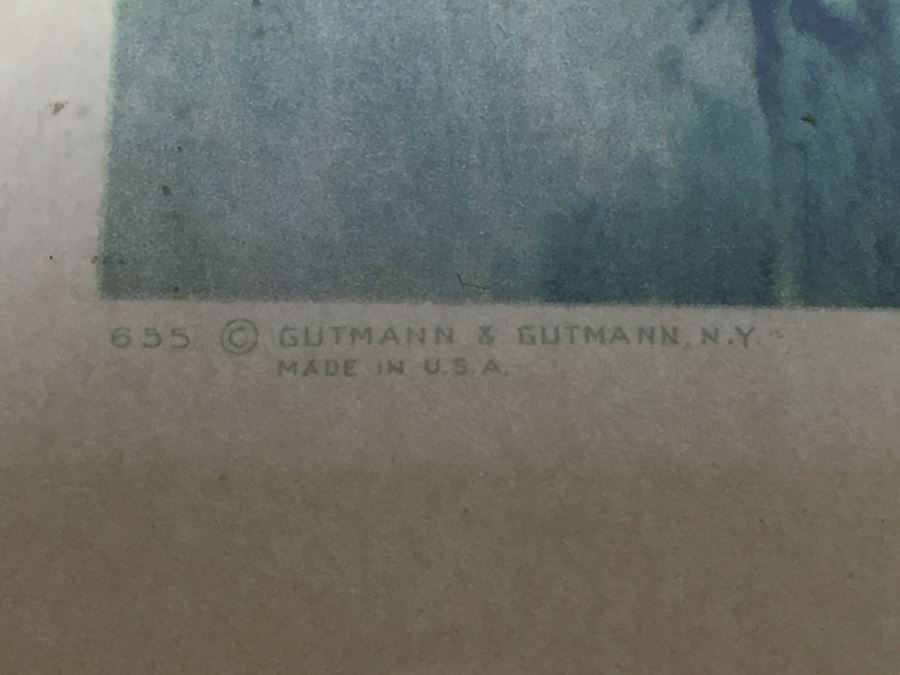 655 © GUTMANN & GUTMANN, N.Y.
MADE IN U.S.A.